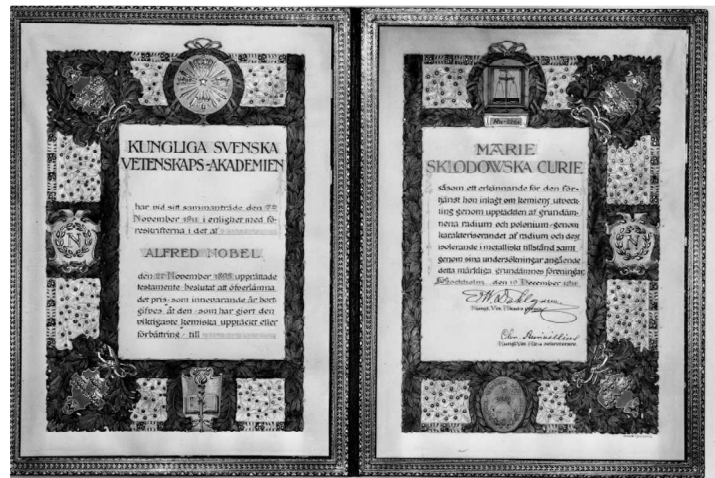 KUNGLIGA SVENSKA
VETENSKAPS-AKADEMIEN
har vid sitt sammanträde den
November 1911 i enlighet med fö-
reskrifterna i det af
ALFRED NOBEL
den 27 November 1895 upprättade
testamente beslutat att öfverlämna
det pris som innevarande år bort-
gifves åt den som har gjort den
viktigaste kemiska upptäckt eller
förbättring till
MARIE
SKLODOWSKA CURIE
såsom ett erkännande för den för-
tjänst hon inlagt om kemiens utveck-
ling genom upptäckten af grundäm-
nena radium och polonium genom
karakteriserandet af radium och dess
isolerande i metalliskt tillstånd samt
genom sina undersökningar angående
detta märkliga grundämnes föreningar
Stockholm den 10 December 1911
N
N